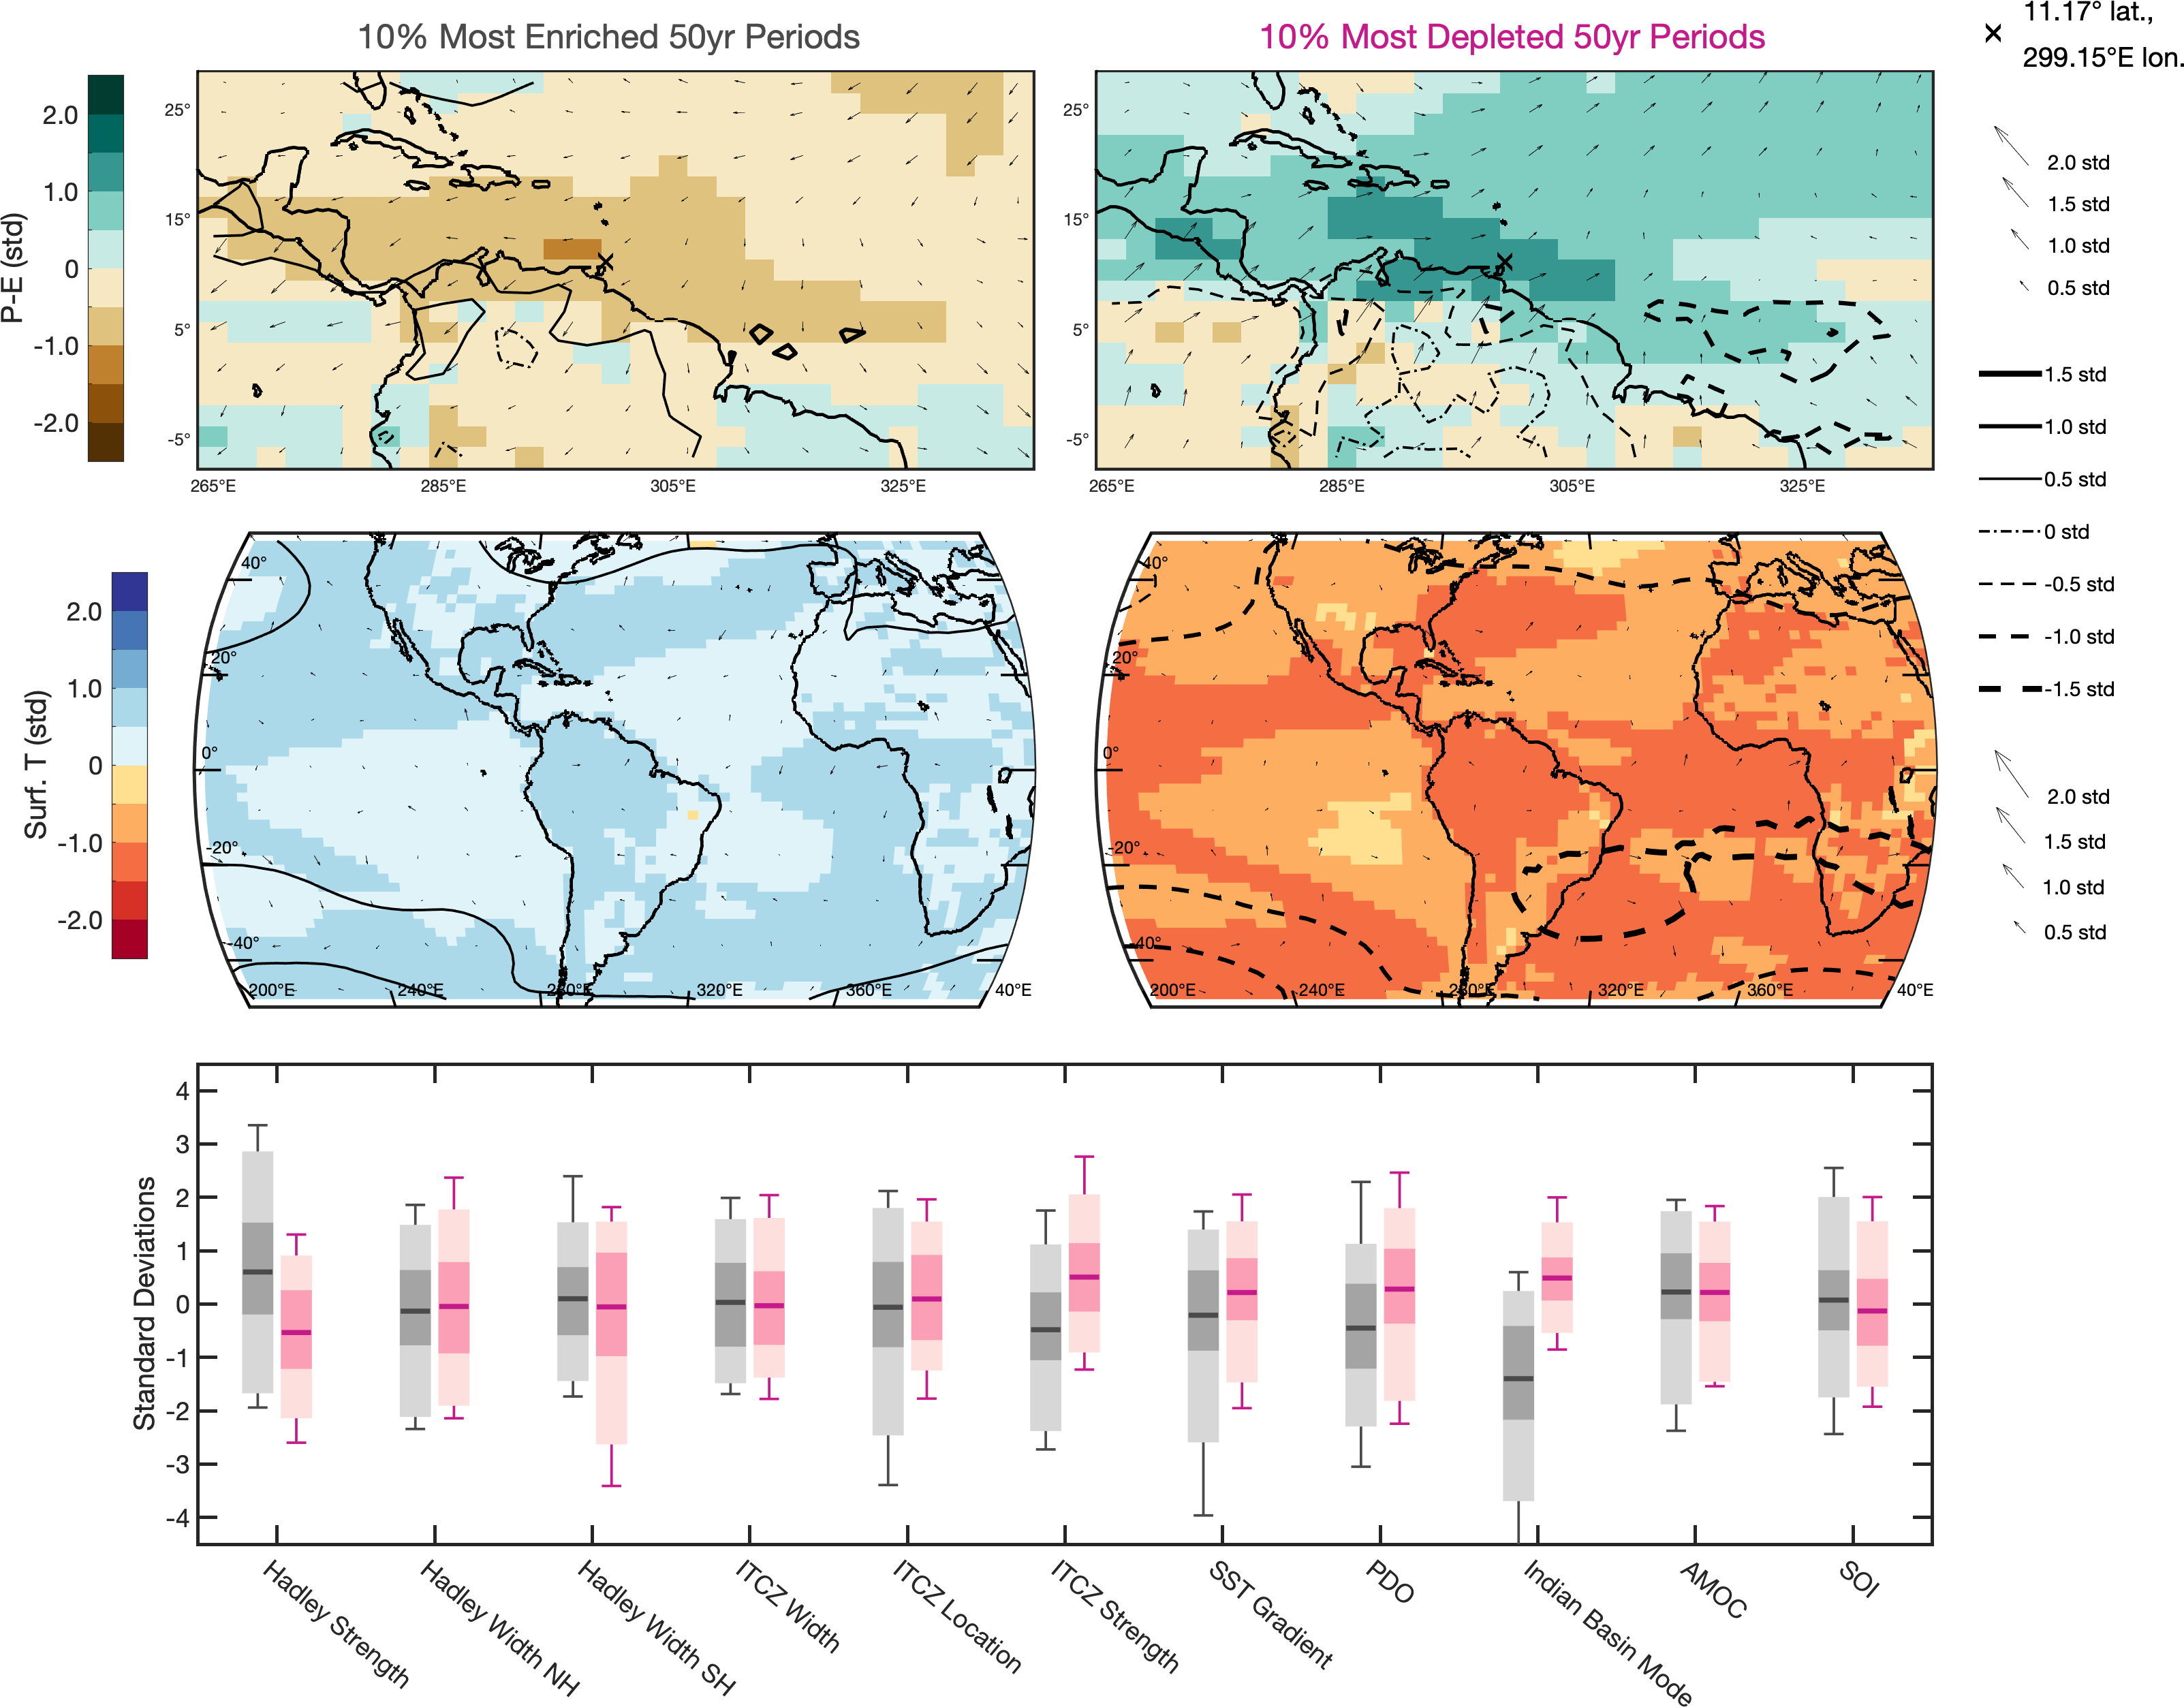 10% Most Enriched 50yr Periods
10% Most Depleted 50yr Periods
11.17° lat.,
299.15°E lon.
P-E (std)
2.0
1.0
0
-1.0
-2.0
25°
15°
5°
-5°
265°E
285°E
305°E
325°E
25°
15°
5°
-5°
265°E
285°E
305°E
325°E
2.0 std
1.5 std
1.0 std
0.5 std
1.5 std
1.0 std
0.5 std
0 std
-0.5 std
-1.0 std
-1.5 std
Surf. T (std)
2.0
1.0
0
-1.0
-2.0
40°
20°
0°
-20°
-40°
200°E
240°E
280°E
320°E
360°E
40°E
40°
20°
0°
-20°
-40°
200°E
240°E
280°E
320°E
360°E
40°E
2.0 std
1.5 std
1.0 std
0.5 std
Standard Deviations
4
3
2
1
0
-1
-2
-3
-4
Hadley Strength
Hadley Width NH
Hadley Width SH
ITCZ Width
ITCZ Location
ITCZ Strength
SST Gradient
PDO
Indian Basin Mode
AMOC
SOI